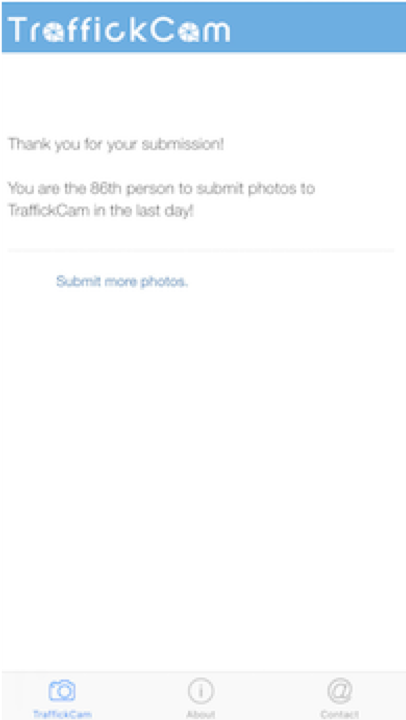 TraffickCam
Thank you for your submission!
You are the 86th person to submit photos to
TraffickCam in the last day!
Submit more photos.
TraffickCam
About
Contact